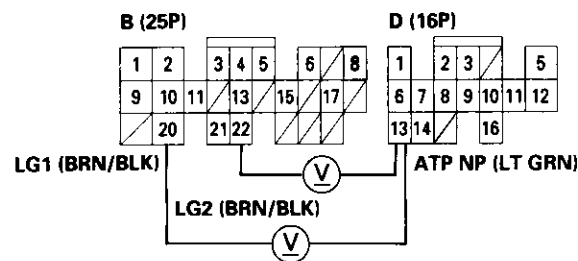 B (25P) D (16P)
1 2 3 4 5 6 8 1 2 3 5
9 10 11 13 15 17 6 7 8 9 10 11 12
20 21 22 13 14 16
LG1 (BRN/BLK) V ATP NP (LT GRN)
LG2 (BRN/BLK)
V